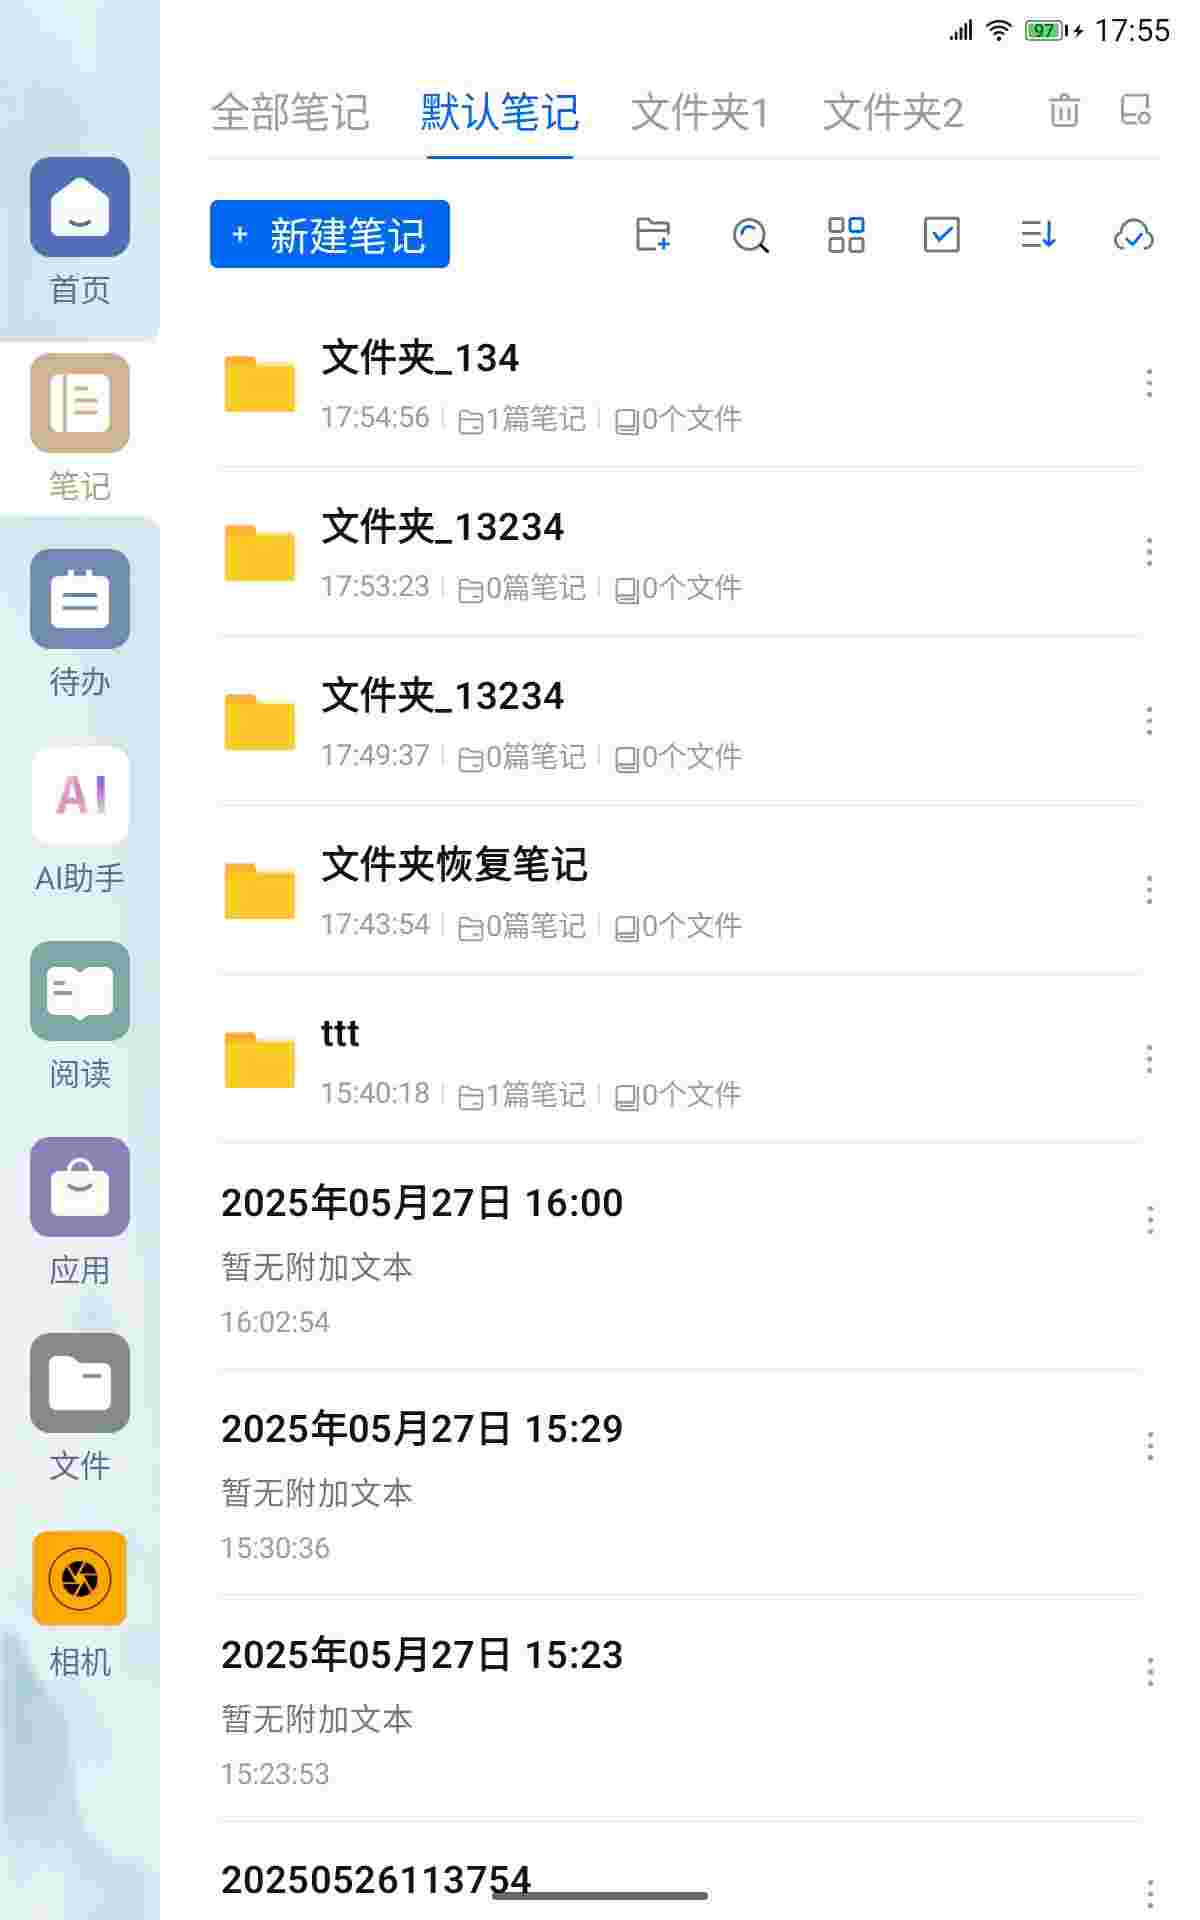 97 17:55
全部笔记 默认笔记 文件夹1 文件夹2
+ 新建笔记
首页
笔记
待办
AI
AI助手
阅读
应用
文件
相机
文件夹_134
17:54:56 1篇笔记 0个文件
文件夹_13234
17:53:23 0篇笔记 0个文件
文件夹_13234
17:49:37 0篇笔记 0个文件
文件夹恢复笔记
17:43:54 0篇笔记 0个文件
ttt
15:40:18 1篇笔记 0个文件
2025年05月27日 16:00
暂无附加文本
16:02:54
2025年05月27日 15:29
暂无附加文本
15:30:36
2025年05月27日 15:23
暂无附加文本
15:23:53
20250526113754